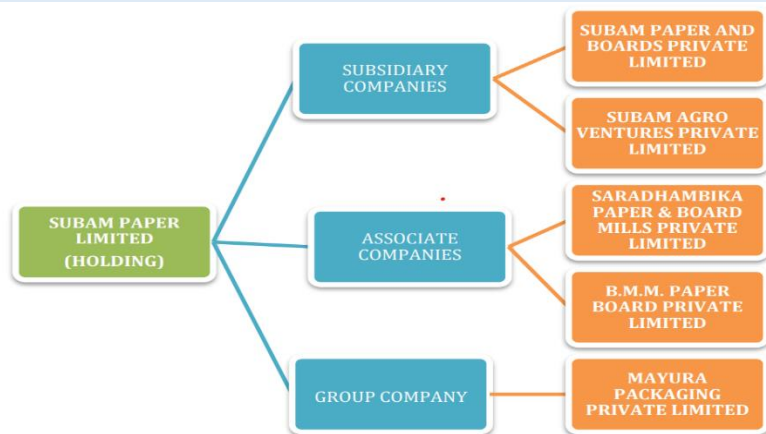 SUBAM PAPER
LIMITED
(HOLDING)
SUBSIDIARY
COMPANIES
SUBAM PAPER AND
BOARDS PRIVATE
LIMITED
SUBAM AGRO
VENTURES PRIVATE
LIMITED
ASSOCIATE
COMPANIES
SARADHAMBIKA
PAPER & BOARD
MILLS PRIVATE
LIMITED
B.M.M. PAPER
BOARD PRIVATE
LIMITED
GROUP COMPANY
MAYURA
PACKAGING
PRIVATE LIMITED